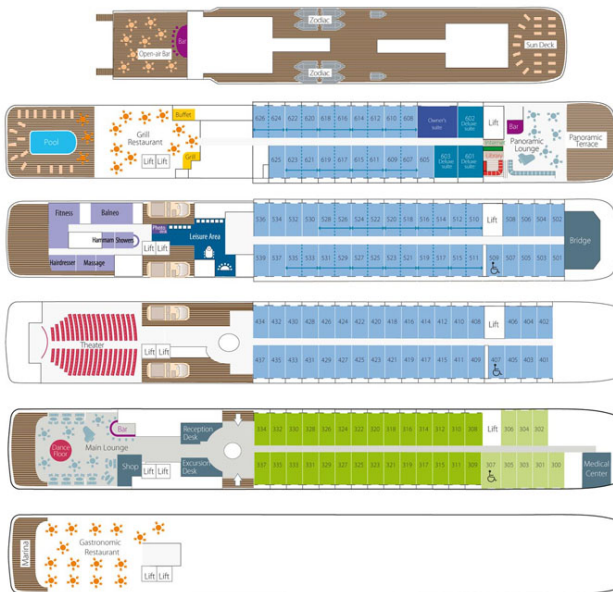 Zodiac
Bar
Open-air Bar
Sun Deck
Zodiac
Buffet
626 624 622 620 618 616 614 612 610 608
Owner's
suite
602
Deluxe
suite
Lift
Bar
Pool
Grill
Restaurant
Lift Lift
Grill
625 623 621 619 617 615 611 609 607 605
603
Deluxe
suite
601
Deluxe
suite
Panoramic
Lounge
Panoramic
Terrace
Fitness
Balneo
Hammam Showers
Hairdresser
Massage
Lift Lift
Leisure Area
536 534 532 530 528 526 524 522 520 518 516 514 512 510 Lift 508 506 504 502
539 537 535 533 531 529 527 525 523 521 519 517 515 511 509 507 505 503 501
Bridge
Theater
Lift Lift
434 432 430 428 426 424 422 420 418 416 414 412 410 408 Lift 406 404 402
437 435 433 431 429 427 425 423 421 419 417 415 411 409 407 405 403 401
Dance
Floor
Main Lounge
Bar
Shop
Lift Lift
Reception
Desk
Excursion
Desk
334 332 330 328 326 324 322 320 318 316 314 312 310 308 Lift 306 304 302
337 335 333 331 329 327 325 323 321 319 317 315 311 309 307 305 303 301 300
Medical
Center
Marina
Gastronomic
Restaurant
Lift
Lift Lift